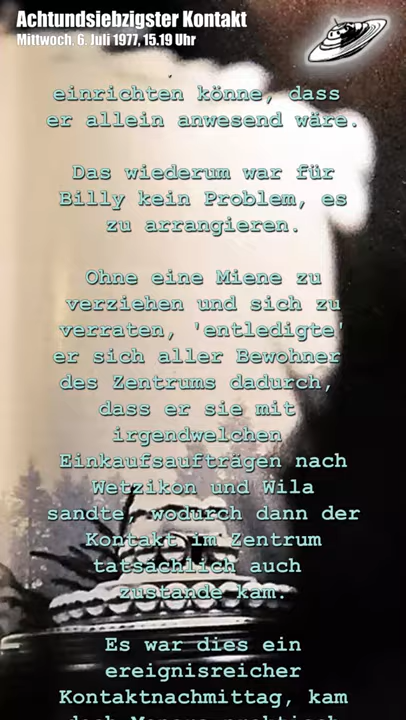 Achtundsiebzigster Kontakt
Mittwoch, 6. Juli 1977, 15.19 Uhr
einrichten könne, dass
er allein anwesend wäre.
Das wiederum war für
Billy kein Problem, es
zu arrangieren.
Ohne eine Miene zu
verziehen und sich zu
verraten, 'entledigte'
er sich aller Bewohner
des Zentrums dadurch,
dass er sie mit
irgendwelchen
Einkaufsaufträgen nach
Wetzikon und Wila
sandte, wodurch dann der
Kontakt im Zentrum
tatsächlich auch
zustande kam.
Es war dies ein
ereignisreicher
Kontaktnachmittag, kam